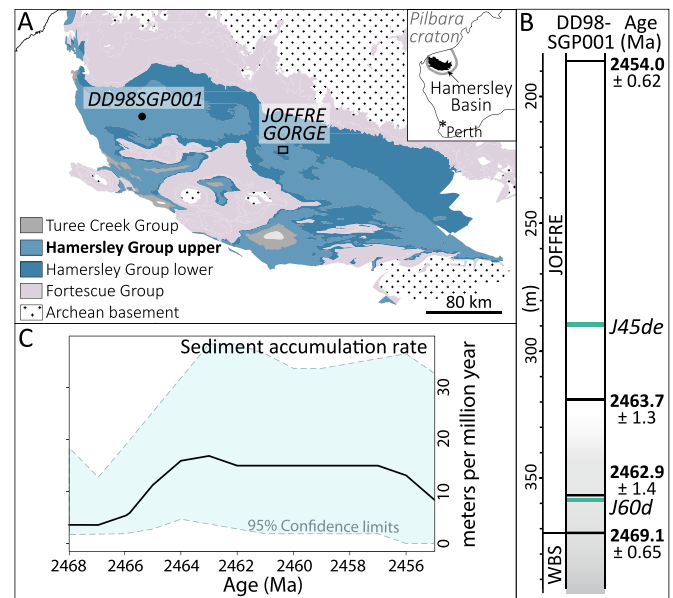 A
Pilbara
craton
Hamersley
Basin
* Perth
DD98SGP001
JOFFRE
GORGE
Turee Creek Group
Hamersley Group upper
Hamersley Group lower
Fortescue Group
Archean basement
80 km
B
DD98-
SGP001
Age
(Ma)
2454.0
± 0.62
200
250
JOFFRE
(m)
300
J45de
2463.7
± 1.3
350
2462.9
± 1.4
J60d
2469.1
± 0.65
WBS
C
Sediment accumulation rate
meters per million year
0
10
20
30
95% Confidence limits
2468
2466
2464
2462
2460
2458
2456
Age (Ma)